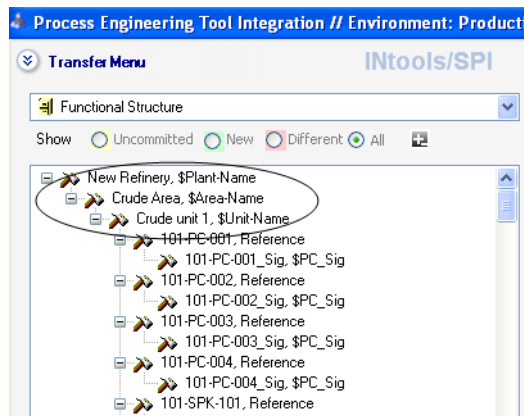 Process Engineering Tool Integration // Environment: Producti
Transfer Menu INtools/SPI
Functional Structure
Show Uncommitted New Different All
New Refinery, $Plant-Name
Crude Area, $Area-Name
Crude unit 1, $Unit-Name
101-PC-001, Reference
101-PC-001_Sig, $PC_Sig
101-PC-002, Reference
101-PC-002_Sig, $PC_Sig
101-PC-003, Reference
101-PC-003_Sig, $PC_Sig
101-PC-004, Reference
101-PC-004_Sig, $PC_Sig
101-SPK-101, Reference